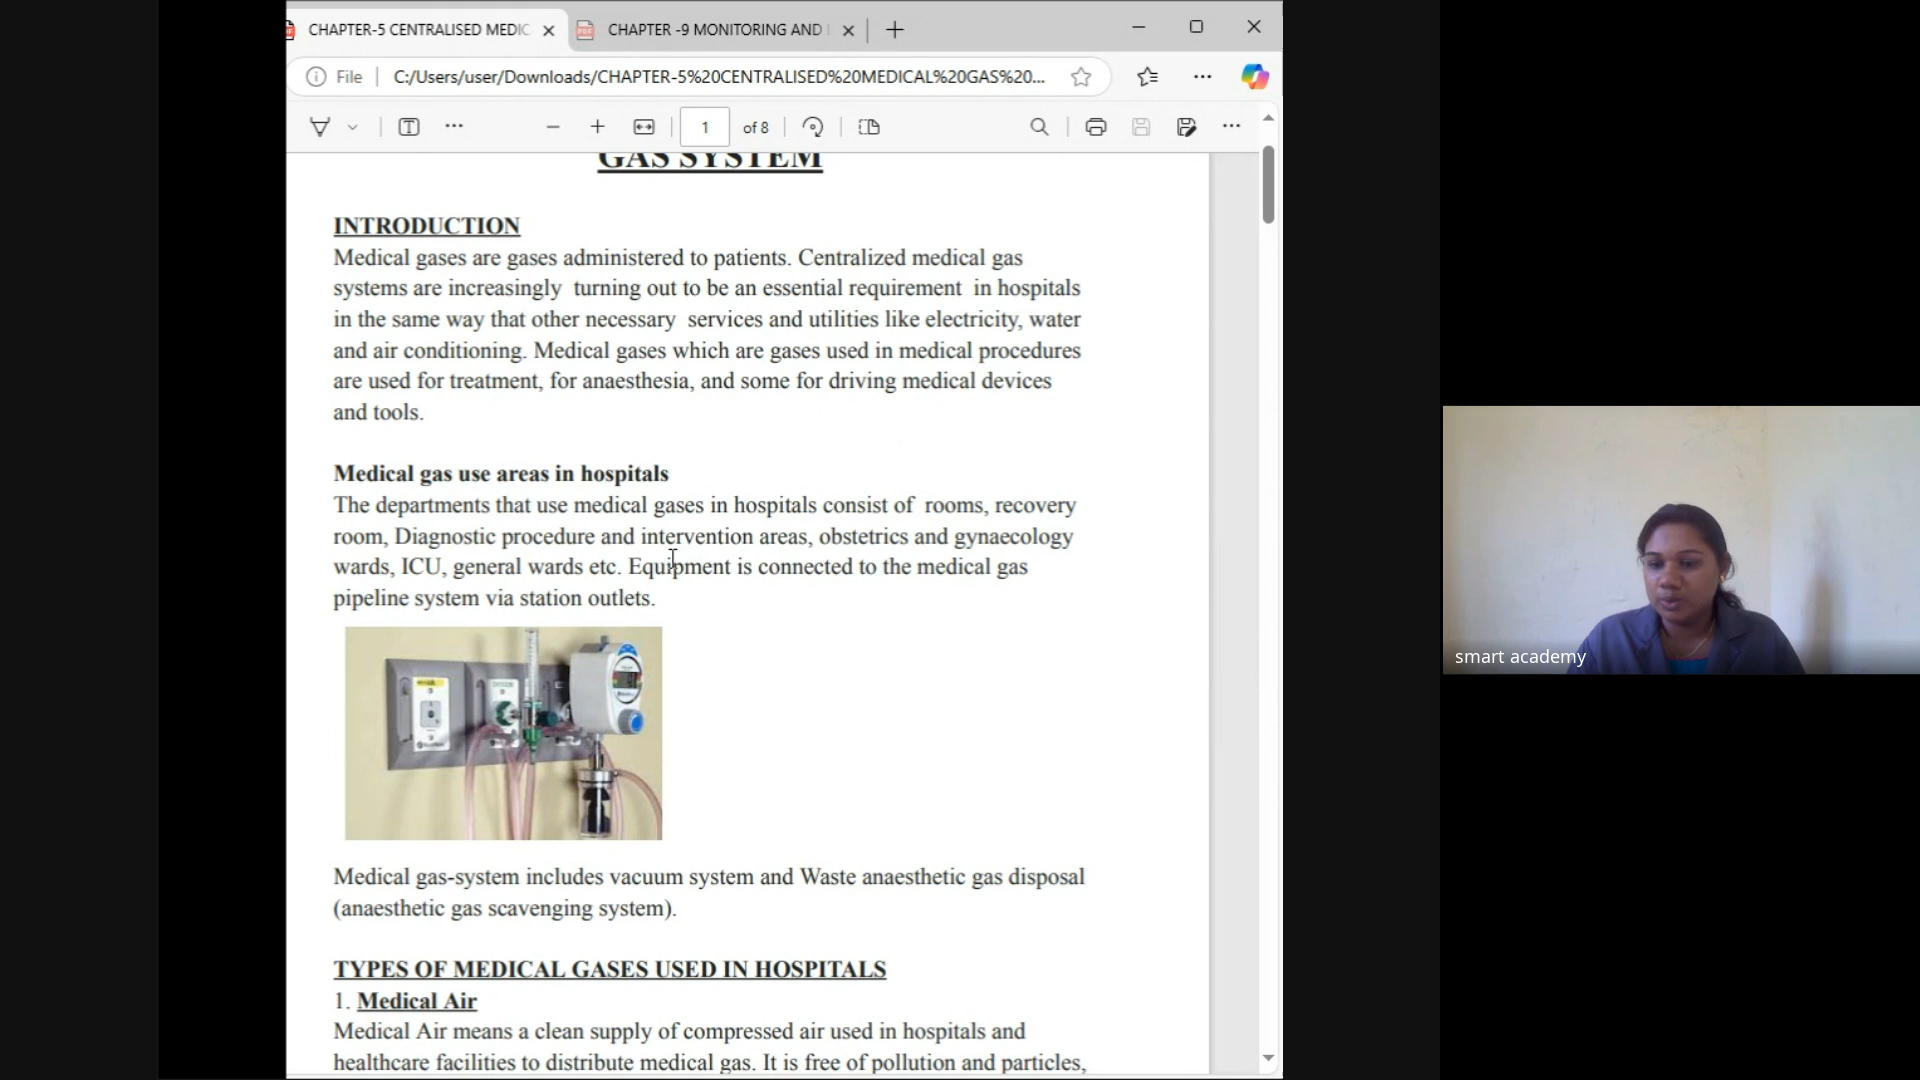 CHAPTER-5 CENTRALISED MEDIC
CHAPTER -9 MONITORING AND
File
C:/Users/user/Downloads/CHAPTER-5%20CENTRALISED%20MEDICAL%20GAS%20...
1 of 8
GAS SYSTEM
INTRODUCTION
Medical gases are gases administered to patients. Centralized medical gas
systems are increasingly turning out to be an essential requirement in hospitals
in the same way that other necessary services and utilities like electricity, water
and air conditioning. Medical gases which are gases used in medical procedures
are used for treatment, for anaesthesia, and some for driving medical devices
and tools.
Medical gas use areas in hospitals
The departments that use medical gases in hospitals consist of rooms, recovery
room, Diagnostic procedure and intervention areas, obstetrics and gynaecology
wards, ICU, general wards etc. Equipment is connected to the medical gas
pipeline system via station outlets.
Medical gas-system includes vacuum system and Waste anaesthetic gas disposal
(anaesthetic gas scavenging system).
TYPES OF MEDICAL GASES USED IN HOSPITALS
1. Medical Air
Medical Air means a clean supply of compressed air used in hospitals and
healthcare facilities to distribute medical gas. It is free of pollution and particles,
smart academy